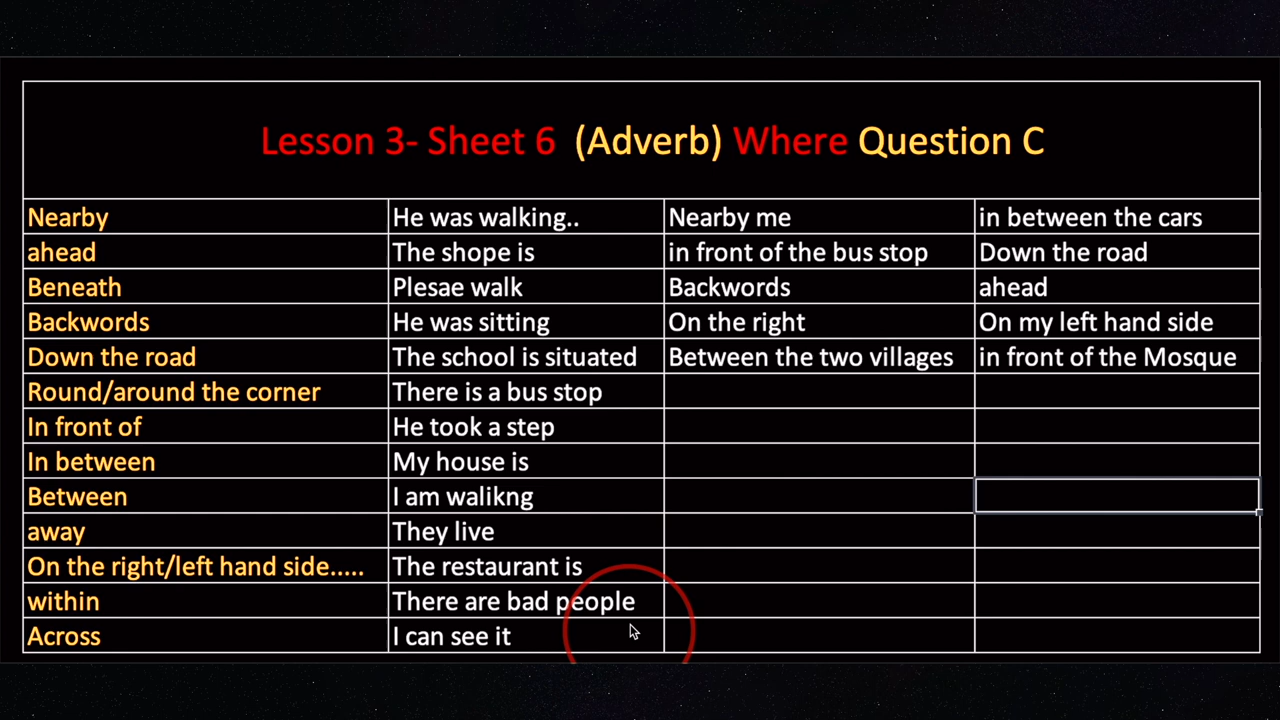 Lesson 3- Sheet 6 (Adverb) Where Question C
Nearby He was walking.. Nearby me in between the cars
ahead The shope is in front of the bus stop Down the road
Beneath Plesae walk Backwords ahead
Backwords He was sitting On the right On my left hand side
Down the road The school is situated Between the two villages in front of the Mosque
Round/around the corner There is a bus stop
In front of He took a step
In between My house is
Between I am walikng
away They live
On the right/left hand side..... The restaurant is
within There are bad people
Across I can see it